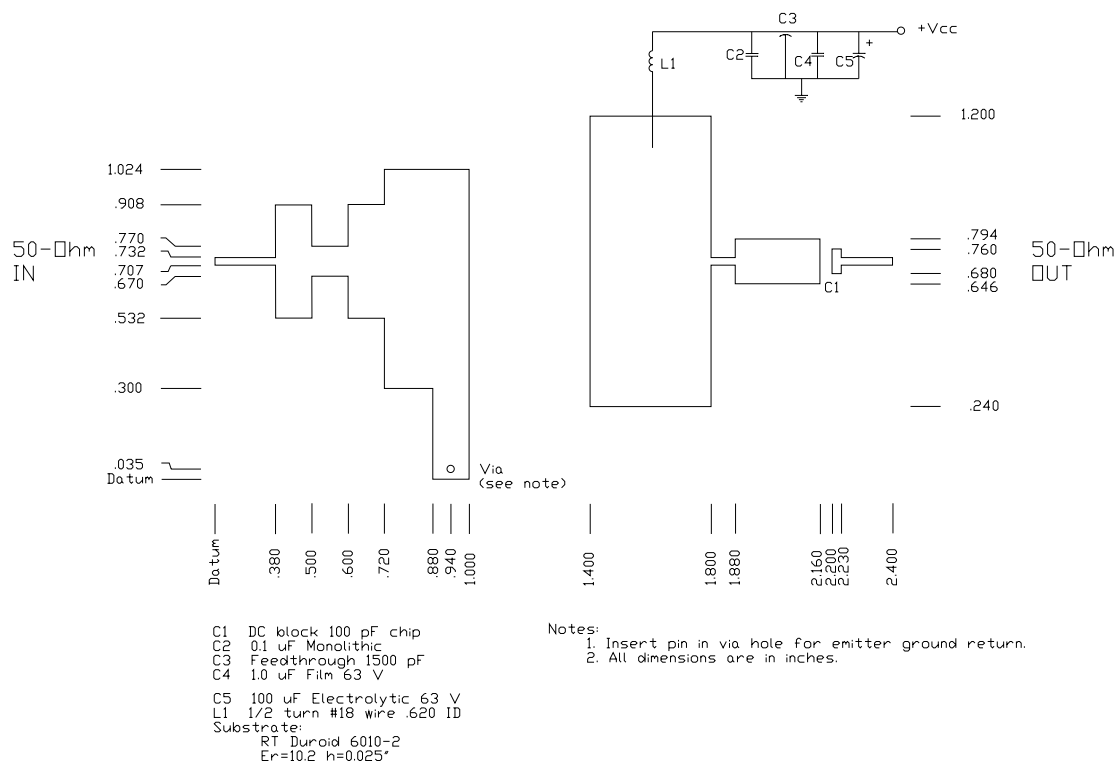 C3
+Vcc
C2
C4
C5
+
L1
1.200
1.024
.908
.770
.732
.707
.670
.532
.300
.035
Datum
50-Ohm
IN
.794
.760
.680
.646
.240
50-Ohm
OUT
C1
Via
(see note)
Datum
.380
.500
.600
.720
.880
.940
1.000
1.400
1.800
1.880
2.160
2.200
2.230
2.400
C1 DC block 100 pF chip
C2 0.1 uF Monolithic
C3 Feedthrough 1500 pF
C4 1.0 uF Film 63 V
C5 100 uF Electrolytic 63 V
L1 1/2 turn #18 wire .620 ID
Substrate:
RT Duroid 6010-2
Er=10.2 h=0.025"
Notes:
1. Insert pin in via hole for emitter ground return.
2. All dimensions are in inches.